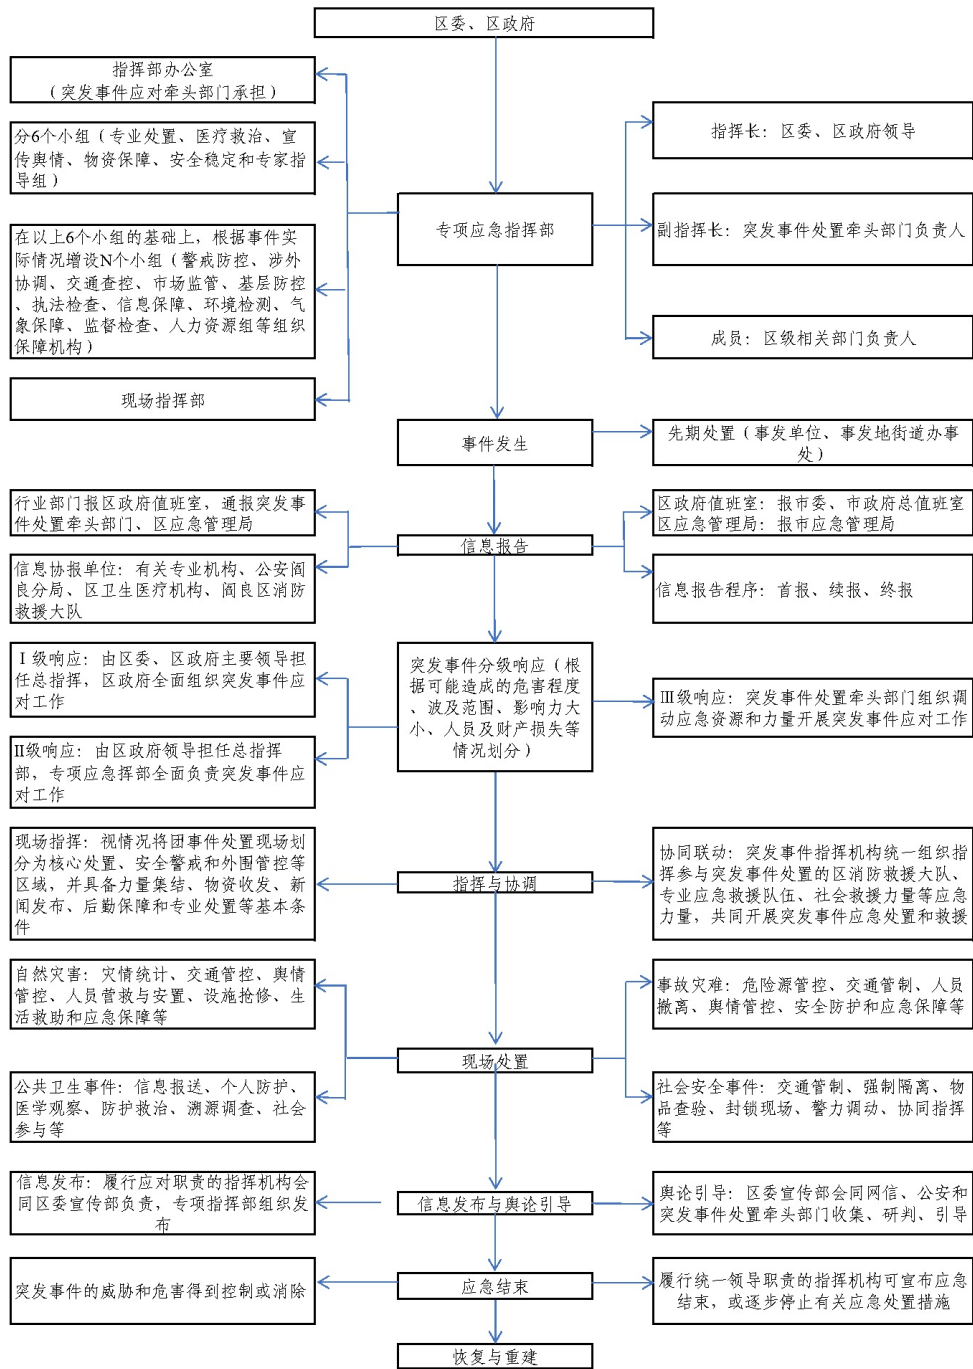 区委、区政府
指挥部办公室
（突发事件应对牵头部门承担）
分6个小组（专业处置、医疗救治、宣
传舆情、物资保障、安全稳定和专家指
导组）
在以上6个小组的基础上，根据事件实
际情况增设N个小组（警戒防控、涉外
协调、交通查控、市场监管、基层防控
、执法检查、信息保障、环境检测、气
象保障、监督检查、人力资源组等组织
保障机构）
现场指挥部
专项应急指挥部
指挥长：区委、区政府领导
副指挥长：突发事件处置牵头部门负责人
成员：区级相关部门负责人
事件发生
先期处置（事发单位、事发地街道办事
处）
行业部门报区政府值班室，通报突发事
件处置牵头部门、区应急管理局
信息协报单位：有关专业机构、公安阎
良分局、区卫生医疗机构、阎良区消防
救援大队
信息报告
区政府值班室：报市委、市政府总值班室
区应急管理局：报市应急管理局
信息报告程序：首报、续报、终报
Ⅰ级响应：由区委、区政府主要领导担
任总指挥，区政府全面组织突发事件应
对工作
II级响应：由区政府领导担任总指挥
部，专项应急挥部全面负责突发事件应
对工作
突发事件分级响应（根
据可能造成的危害程度
、波及范围、影响力大
小、人员及财产损失等
情况划分）
Ⅲ级响应：突发事件处置牵头部门组织调
动应急资源和力量开展突发事件应对工作
现场指挥：视情况将团事件处置现场划
分为核心处置、安全警戒和外围管控等
区域，并具备力量集结、物资收发、新
闻发布、后勤保障和专业处置等基本条
件
指挥与协调
协同联动：突发事件指挥机构统一组织指
挥参与突发事件处置的区消防救援大队、
专业应急救援队伍、社会救援力量等应急
力量，共同开展突发事件应急处置和救援
自然灾害：灾情统计、交通管控、舆情
管控、人员营救与安置、设施抢修、生
活救助和应急保障等
公共卫生事件：信息报送、个人防护、
医学观察、防护救治、溯源调查、社会
参与等
现场处置
事故灾难：危险源管控、交通管制、人员
撤离、舆情管控、安全防护和应急保障等
社会安全事件：交通管制、强制隔离、物
品查验、封锁现场、警力调动、协同指挥
等
信息发布：履行应对职责的指挥机构会
同区委宣传部负责，专项指挥部组织发
布
信息发布与舆论引导
舆论引导：区委宣传部会同网信、公安和
突发事件处置牵头部门收集、研判、引导
突发事件的威胁和危害得到控制或消除
应急结束
履行统一领导职责的指挥机构可宣布应急
结束，或逐步停止有关应急处置措施
恢复与重建